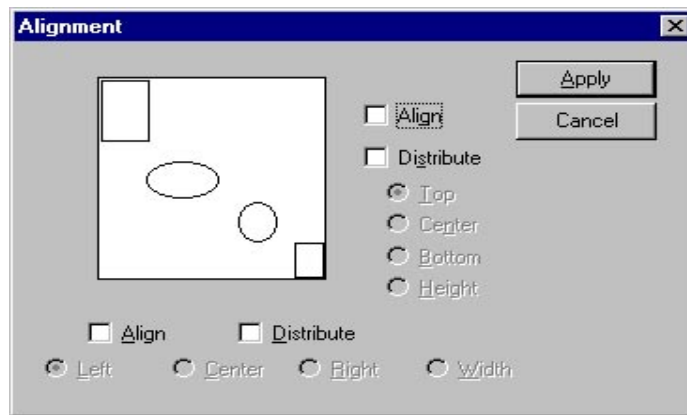 Alignment
Apply
Align
Cancel
Distribute
Top
Center
Bottom
Height
Align Distribute
Left Center Right Width